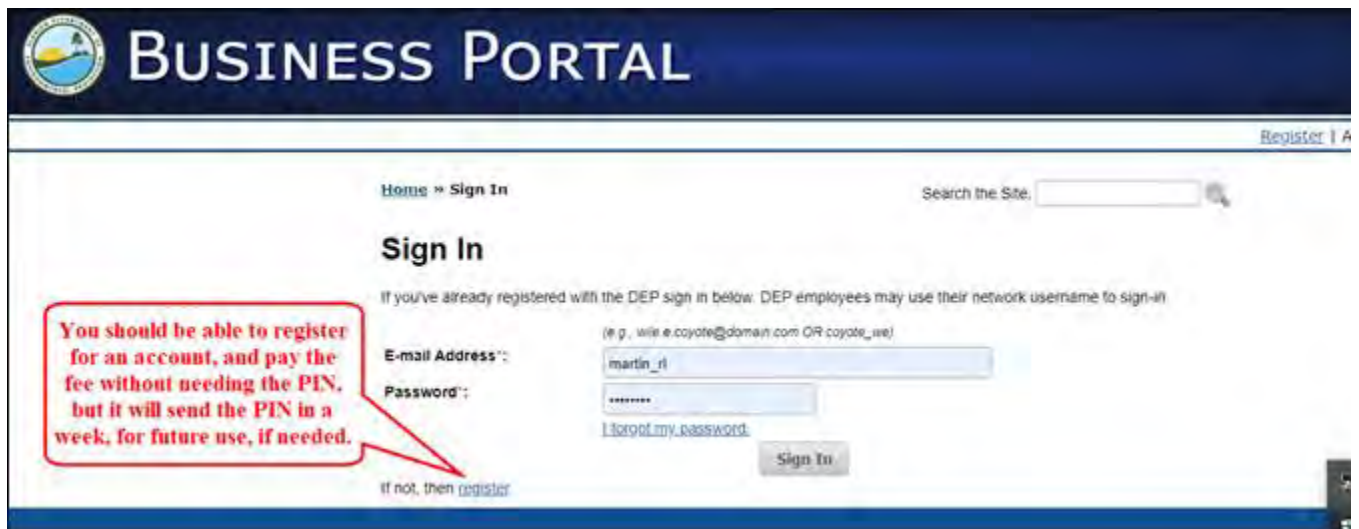 BUSINESS PORTAL
Register | A
Home » Sign In
Search the Site:
Sign In
If you've already registered with the DEP sign in below. DEP employees may use their network username to sign-in
(e.g., wile.e.coyote@domain.com OR coyote_we)
E-mail Address*:
martin_rl
Password*:
••••••••
I forgot my password.
Sign In
If not, then register
You should be able to register
for an account, and pay the
fee without needing the PIN,
but it will send the PIN in a
week, for future use, if needed.